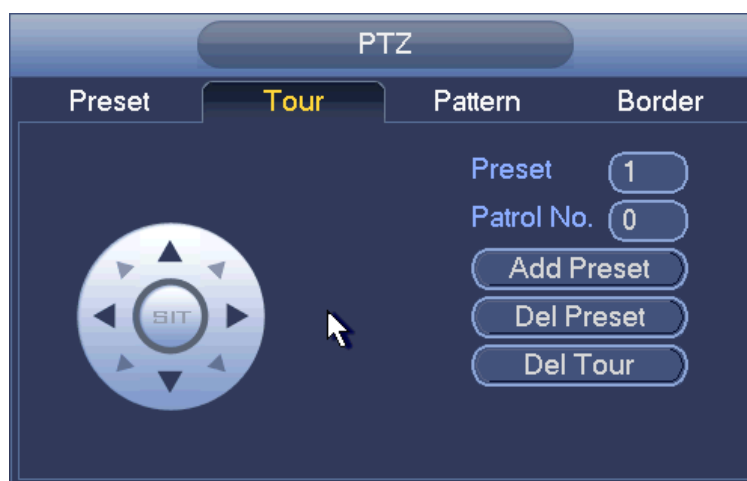 PTZ
Preset Tour Pattern Border
Preset 1
Patrol No. 0
Add Preset
SIT
Del Preset
Del Tour